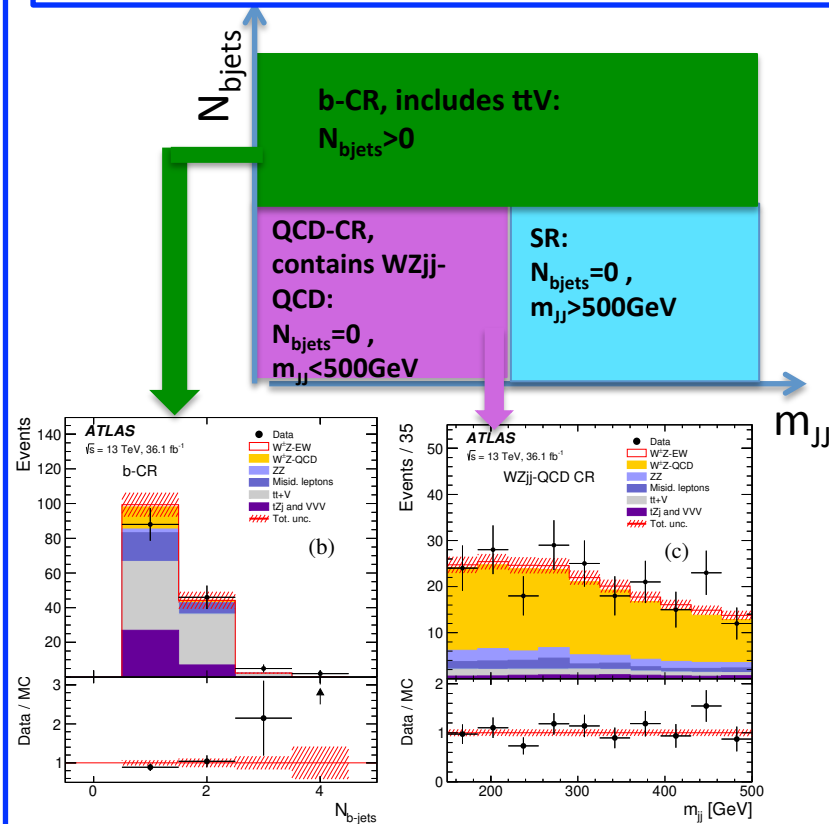 N_bjets
b-CR, includes ttV:
N_bjets>0
QCD-CR,
contains WZjj-
QCD:
N_bjets=0 ,
m_jj<500GeV
SR:
N_bjets=0 ,
m_JJ>500GeV
m_JJ
Events
140
120
100
80
60
40
20
ATLAS
√s = 13 TeV, 36.1 fb⁻¹
b-CR
Data
W±Z-EW
W±Z-QCD
ZZ
Misid. leptons
tt+V
tZj and VVV
Tot. unc.
(b)
Data / MC
3
2
1
0
2
4
N_b-jets
Events / 35
50
40
30
20
10
ATLAS
√s = 13 TeV, 36.1 fb⁻¹
WZjj-QCD CR
Data
W±Z-EW
W±Z-QCD
ZZ
Misid. leptons
tt+V
tZj and VVV
Tot. unc.
(c)
Data / MC
2
1
0
200
300
400
500
m_jj [GeV]